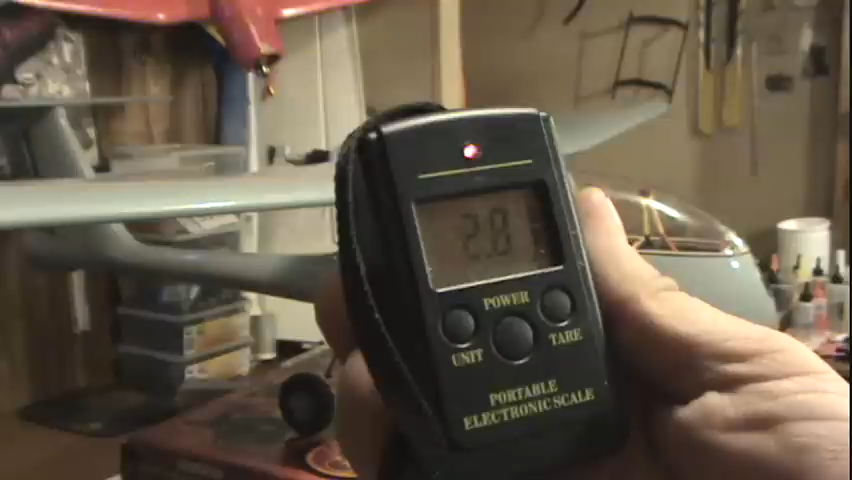 2.8
POWER
UNIT
TARE
PORTABLE
ELECTRONIC SCALE